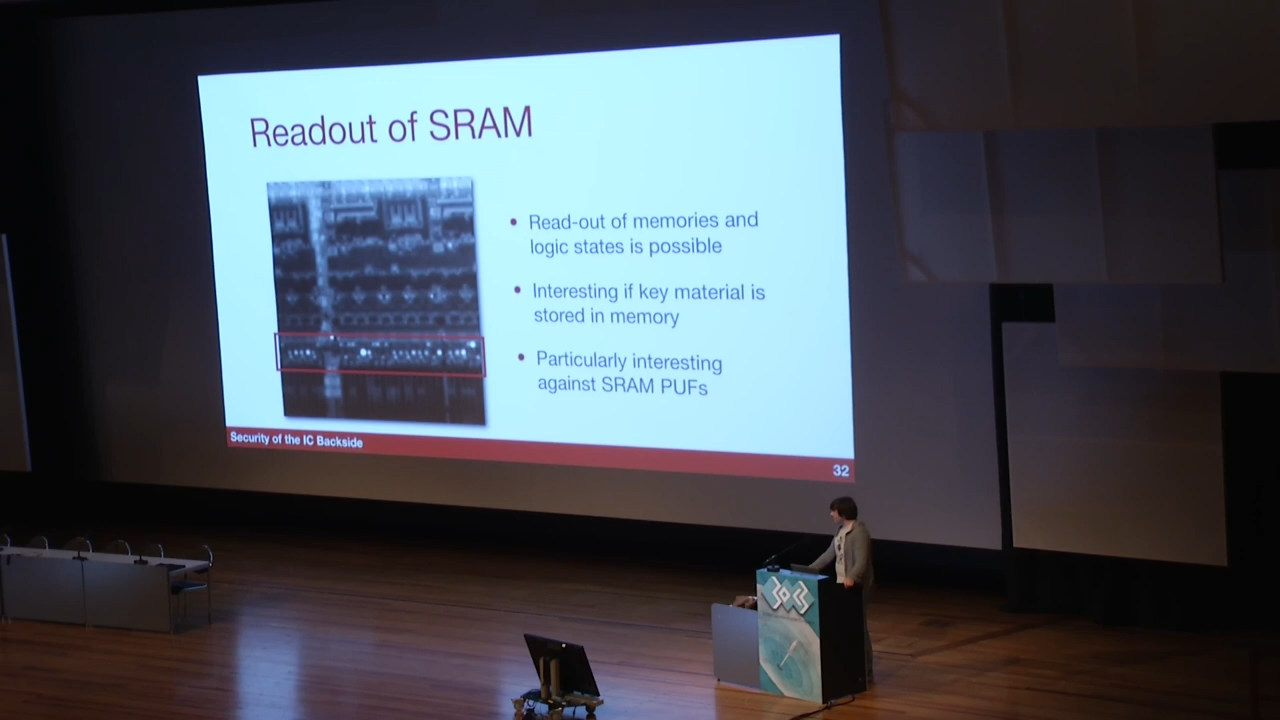 Readout of SRAM
Read-out of memories and
logic states is possible
Interesting if key material is
stored in memory
Particularly interesting
against SRAM PUFs
Security of the IC Backside
32
30C3